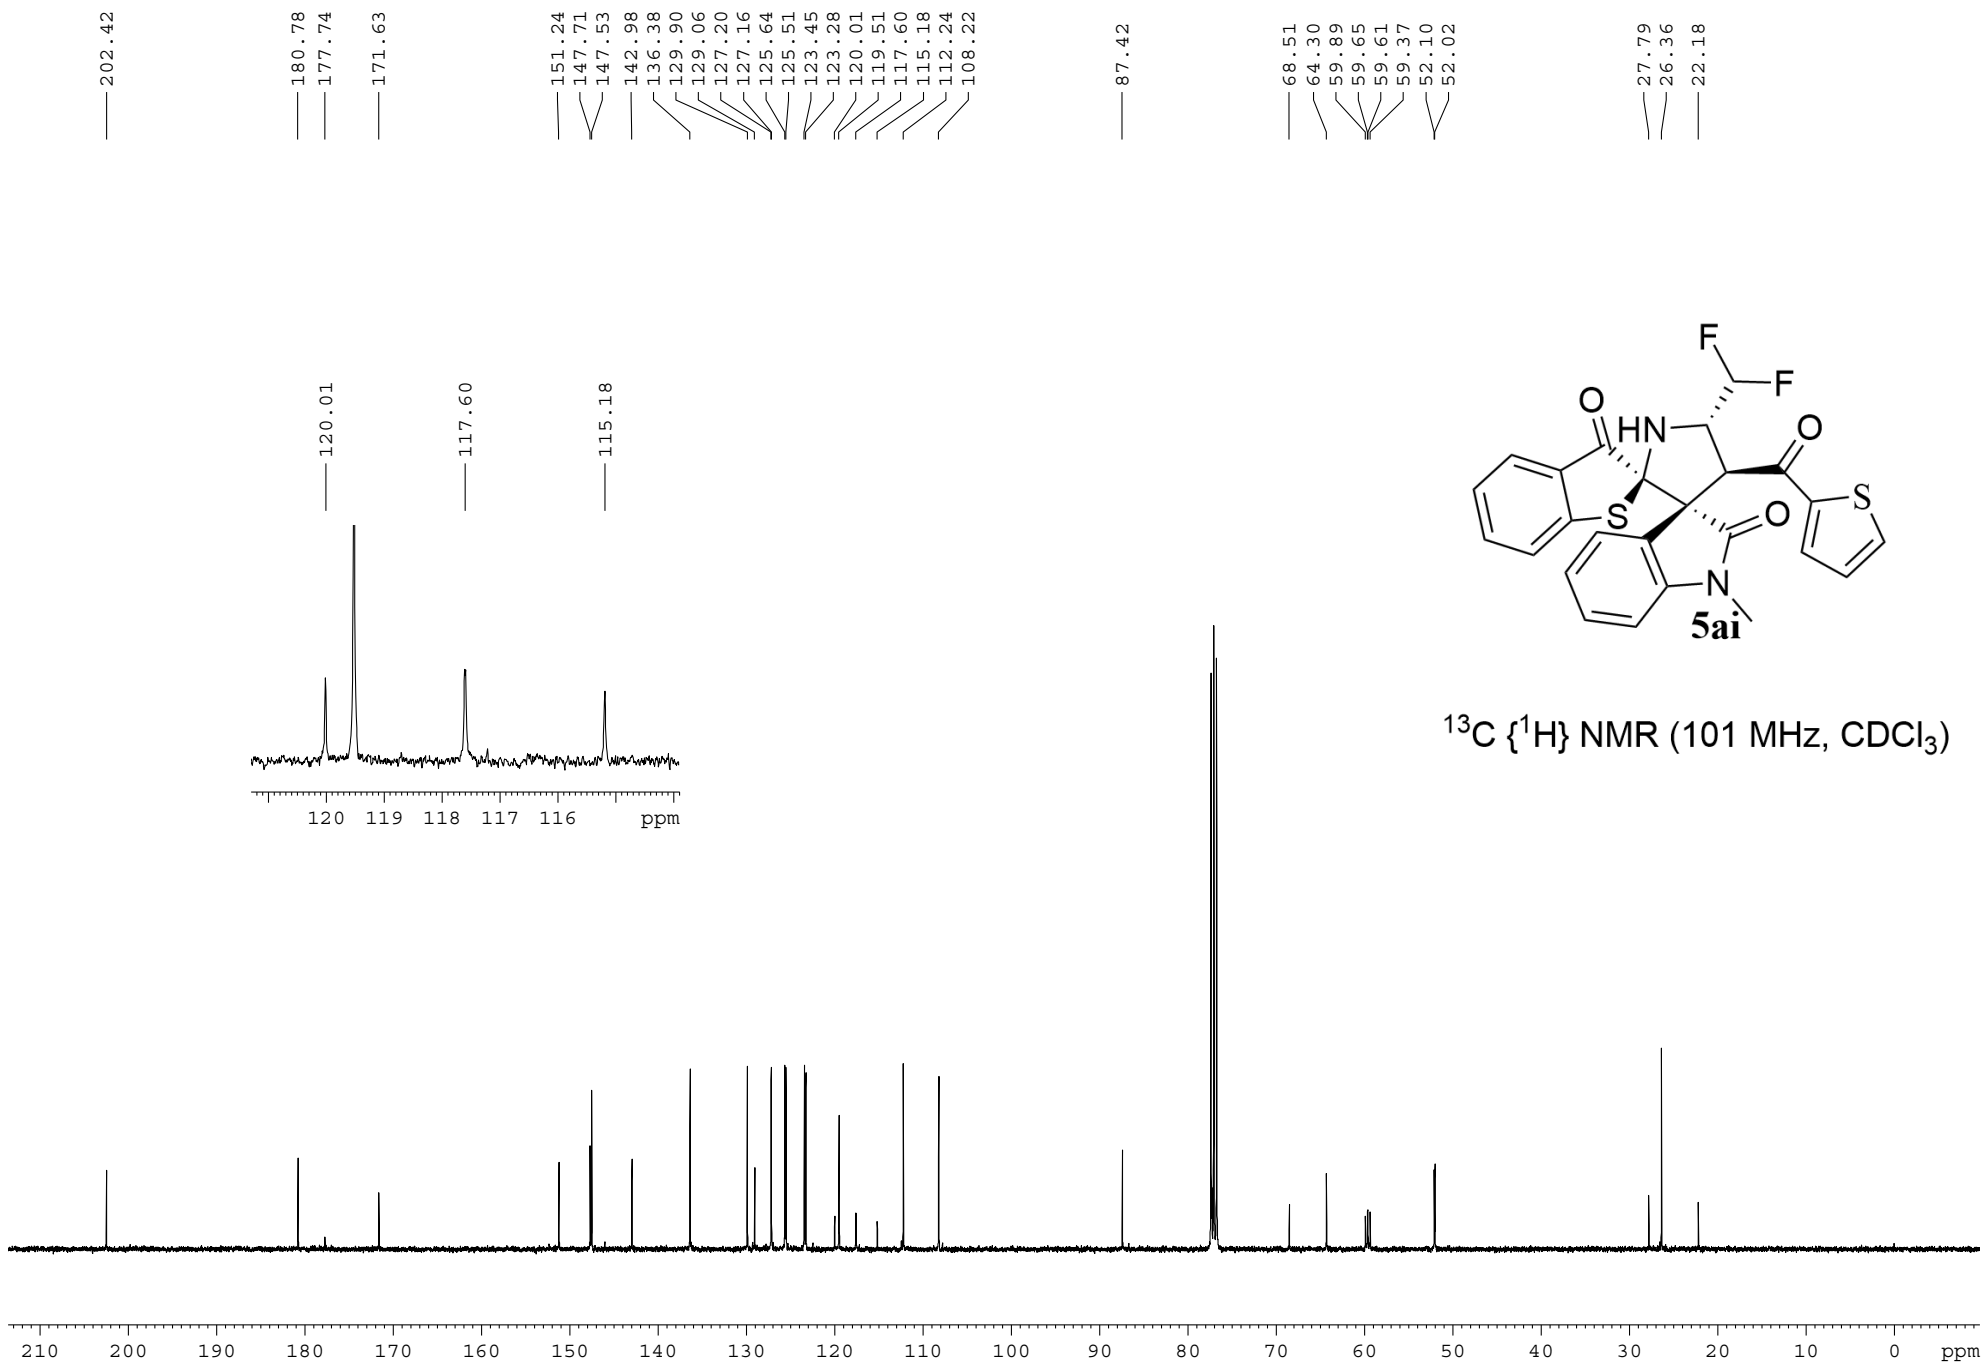 202.42
180.78
177.74
171.63
151.24
147.71
147.53
142.98
136.38
129.90
129.06
127.20
127.16
125.64
125.51
123.45
123.28
120.01
119.51
117.60
115.18
112.24
108.22
87.42
68.51
64.30
59.89
59.65
59.61
59.37
52.10
52.02
27.79
26.36
22.18
120.01
117.60
115.18
120 119 118 117 116 ppm
F
F
O
HN
O
S
S
O
N
5ai
¹³C {¹H} NMR (101 MHz, CDCl₃)
210 200 190 180 170 160 150 140 130 120 110 100 90 80 70 60 50 40 30 20 10 0 ppm